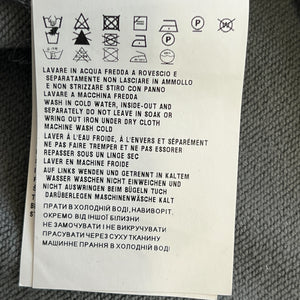 LAVARE IN ACQUA FREDDA A ROVESCIO E
SEPARATAMENTE NON LASCIARE IN AMMOLLO
E NON STRIZZARE STIRO CON PANNO
LAVARE A MACCHINA FREDDA
WASH IN COLD WATER, INSIDE-OUT AND
SEPARATELY DO NOT LEAVE IN SOAK OR
WRING OUT IRON UNDER DRY CLOTH
MACHINE WASH COLD
LAVER À L'EAU FROIDE, À L'ENVERS ET SÉPARÉMENT
NE PAS FAIRE TREMPER ET NE PAS ESSORER
REPASSER SOUS UN LINGE SEC
LAVER EN MACHINE FROIDE
AUF LINKS WENDEN UND GETRENNT IN KALTEM
WASSER WASCHEN NICHT EINWEICHEN UND
NICHT AUSWRINGEN BEIM BÜGELN TUCH
DARÜBERLEGEN MASCHINENWÄSCHE KALT
ПРАТИ В ХОЛОДНІЙ ВОДІ, НАВИВОРІТ
ОКРЕМО ВІД ІНШОЇ БІЛИЗНИ
НЕ ЗАМОЧУВАТИ І НЕ ВИКРУЧУВАТИ
ПРАСУВАТИ ЧЕРЕЗ СУХУ ТКАНИНУ
МАШИННЕ ПРАННЯ В ХОЛОДНІЙ ВОДІ